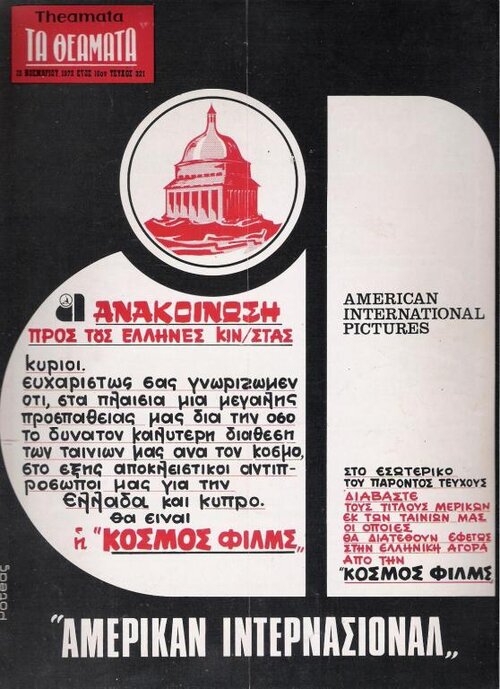 Theamata
ΤΑ ΘΕΑΜΑΤΑ
ΑΝΑΚΟΙΝΩΣΗ
ΠΡΟΣ ΤΟΥΣ ΕΛΛΗΝΕΣ ΚΙΝ/ΣΤΑΣ
κυριοι.
ευχαριστως σας γνωριζωμεν
οτι, στα πλαισια μια μεγαλης
προσπαθειας μας δια την οσο
το δυνατον καλυτερη διαθεση
των ταινιων μας ανα τον κοσμο,
στο εξης αποκλειστικοι αντιπ-
ροσωποι μας για την
Ελλαδα και κυπρο.
θα ειναι
ή "ΚΟΣΜΟΣ ΦΙΛΜΣ„
AMERICAN
INTERNATIONAL
PICTURES
ΣΤΟ ΕΣΩΤΕΡΙΚΟ
ΤΟΥ ΠΑΡΟΝΤΟΣ ΤΕΥΧΟΥΣ
ΔΙΑΒΑΣΤΕ
ΤΟΥΣ ΤΙΤΛΟΥΣ ΜΕΡΙΚΩΝ
ΕΚ ΤΩΝ ΤΑΙΝΙΩΝ ΜΑΣ
ΟΙ ΟΠΟΙΕΣ
ΘΑ ΔΙΑΤΕΘΟΥΝ ΕΦΕΤΟΣ
ΣΤΗΝ ΕΛΛΗΝΙΚΗ ΑΓΟΡΑ
ΑΠΟ ΤΗΝ
"ΚΟΣΜΟΣ ΦΙΛΜΣ„
"ΑΜΕΡΙΚΑΝ ΙΝΤΕΡΝΑΣΙΟΝΑΛ„